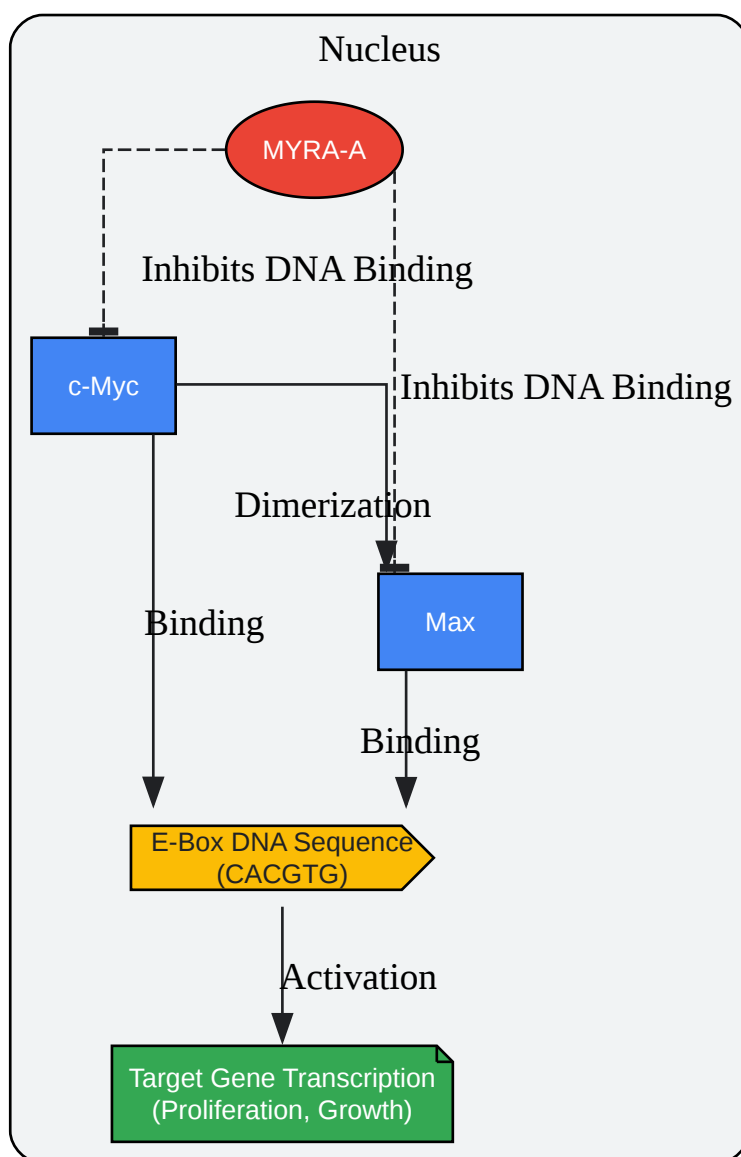 Nucleus
MYRA-A
Inhibits DNA Binding
c-Myc
Inhibits DNA Binding
Dimerization
Binding
Max
Binding
E-Box DNA Sequence
(CACGTG)
Activation
Target Gene Transcription
(Proliferation, Growth)